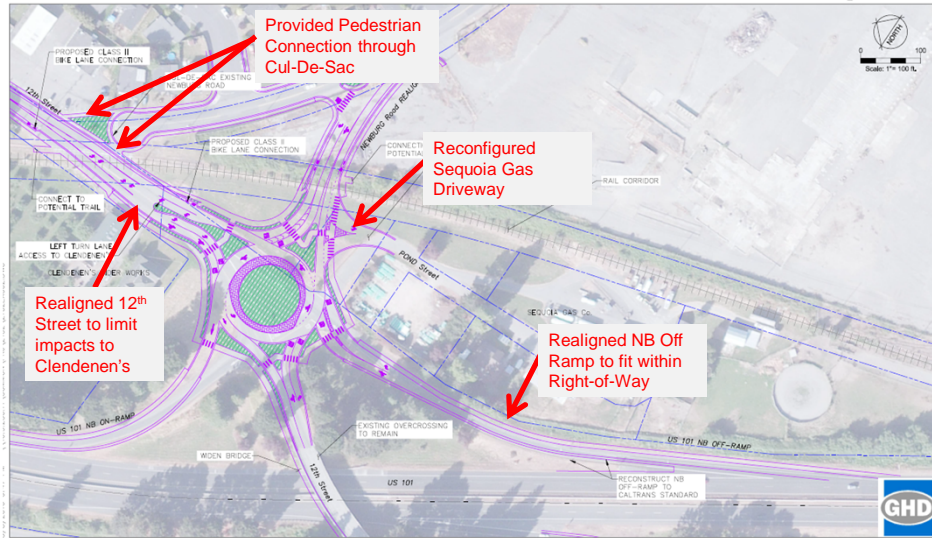 Provided Pedestrian
Connection through
Cul-De-Sac
PROPOSED CLASS II
BIKE LANE CONNECTION
EXISTING
12th Street
NORTH
0
100
Scale: 1"= 100 ft.
NEWBURG Road
PROPOSED CLASS II
BIKE LANE CONNECTION
Reconfigured
Sequoia Gas
Driveway
RAIL CORRIDOR
CONNECT TO
POTENTIAL TRAIL
LEFT TURN LANE
ACCESS TO
POND Street
Realigned 12th
Street to limit
impacts to
Clendenen's
SEQUOIA GAS Co.
Realigned NB Off
Ramp to fit within
Right-of-Way
US 101 NB ON-RAMP
EXISTING OVERCROSSING
TO REMAIN
US 101 NB OFF-RAMP
WIDEN BRIDGE
12th Street
US 101
RECONSTRUCT NB
OFF-RAMP TO
CALTRANS STANDARD
GHD